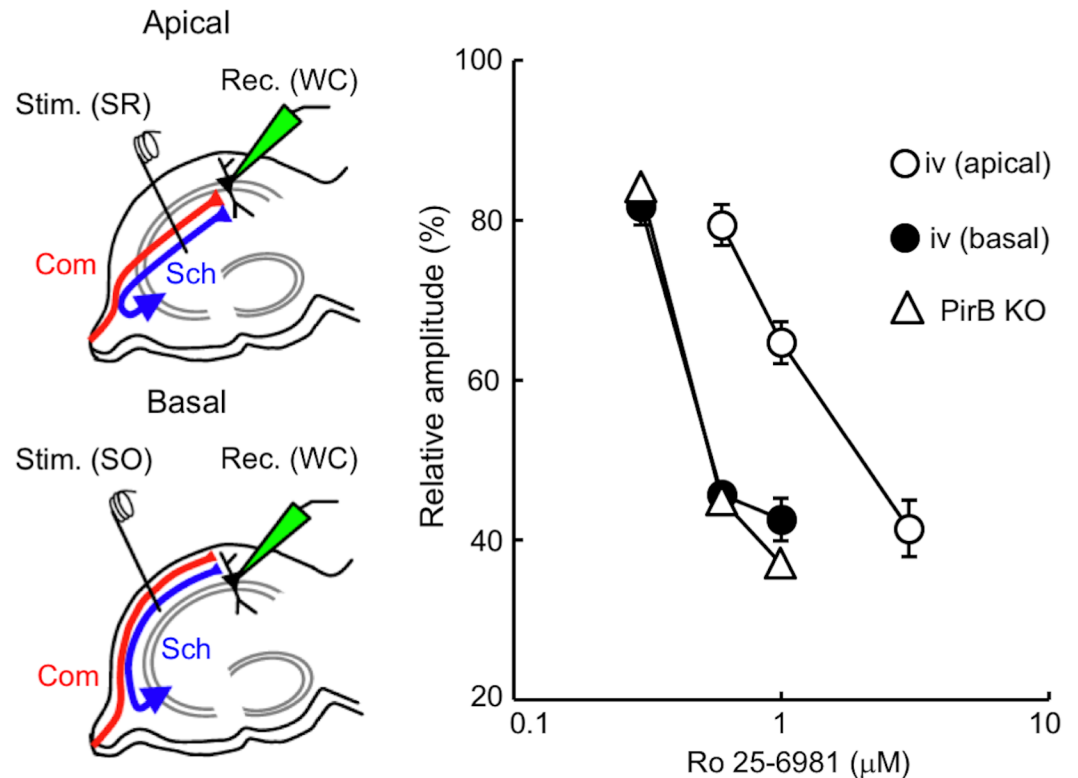 Apical
Rec. (WC)
Stim. (SR)
Com
Sch
Basal
Stim. (SO)
Rec. (WC)
Com
Sch
Relative amplitude (%)
100
80
60
40
20
0.1
1
10
Ro 25-6981 (μM)
iv (apical)
iv (basal)
PirB KO